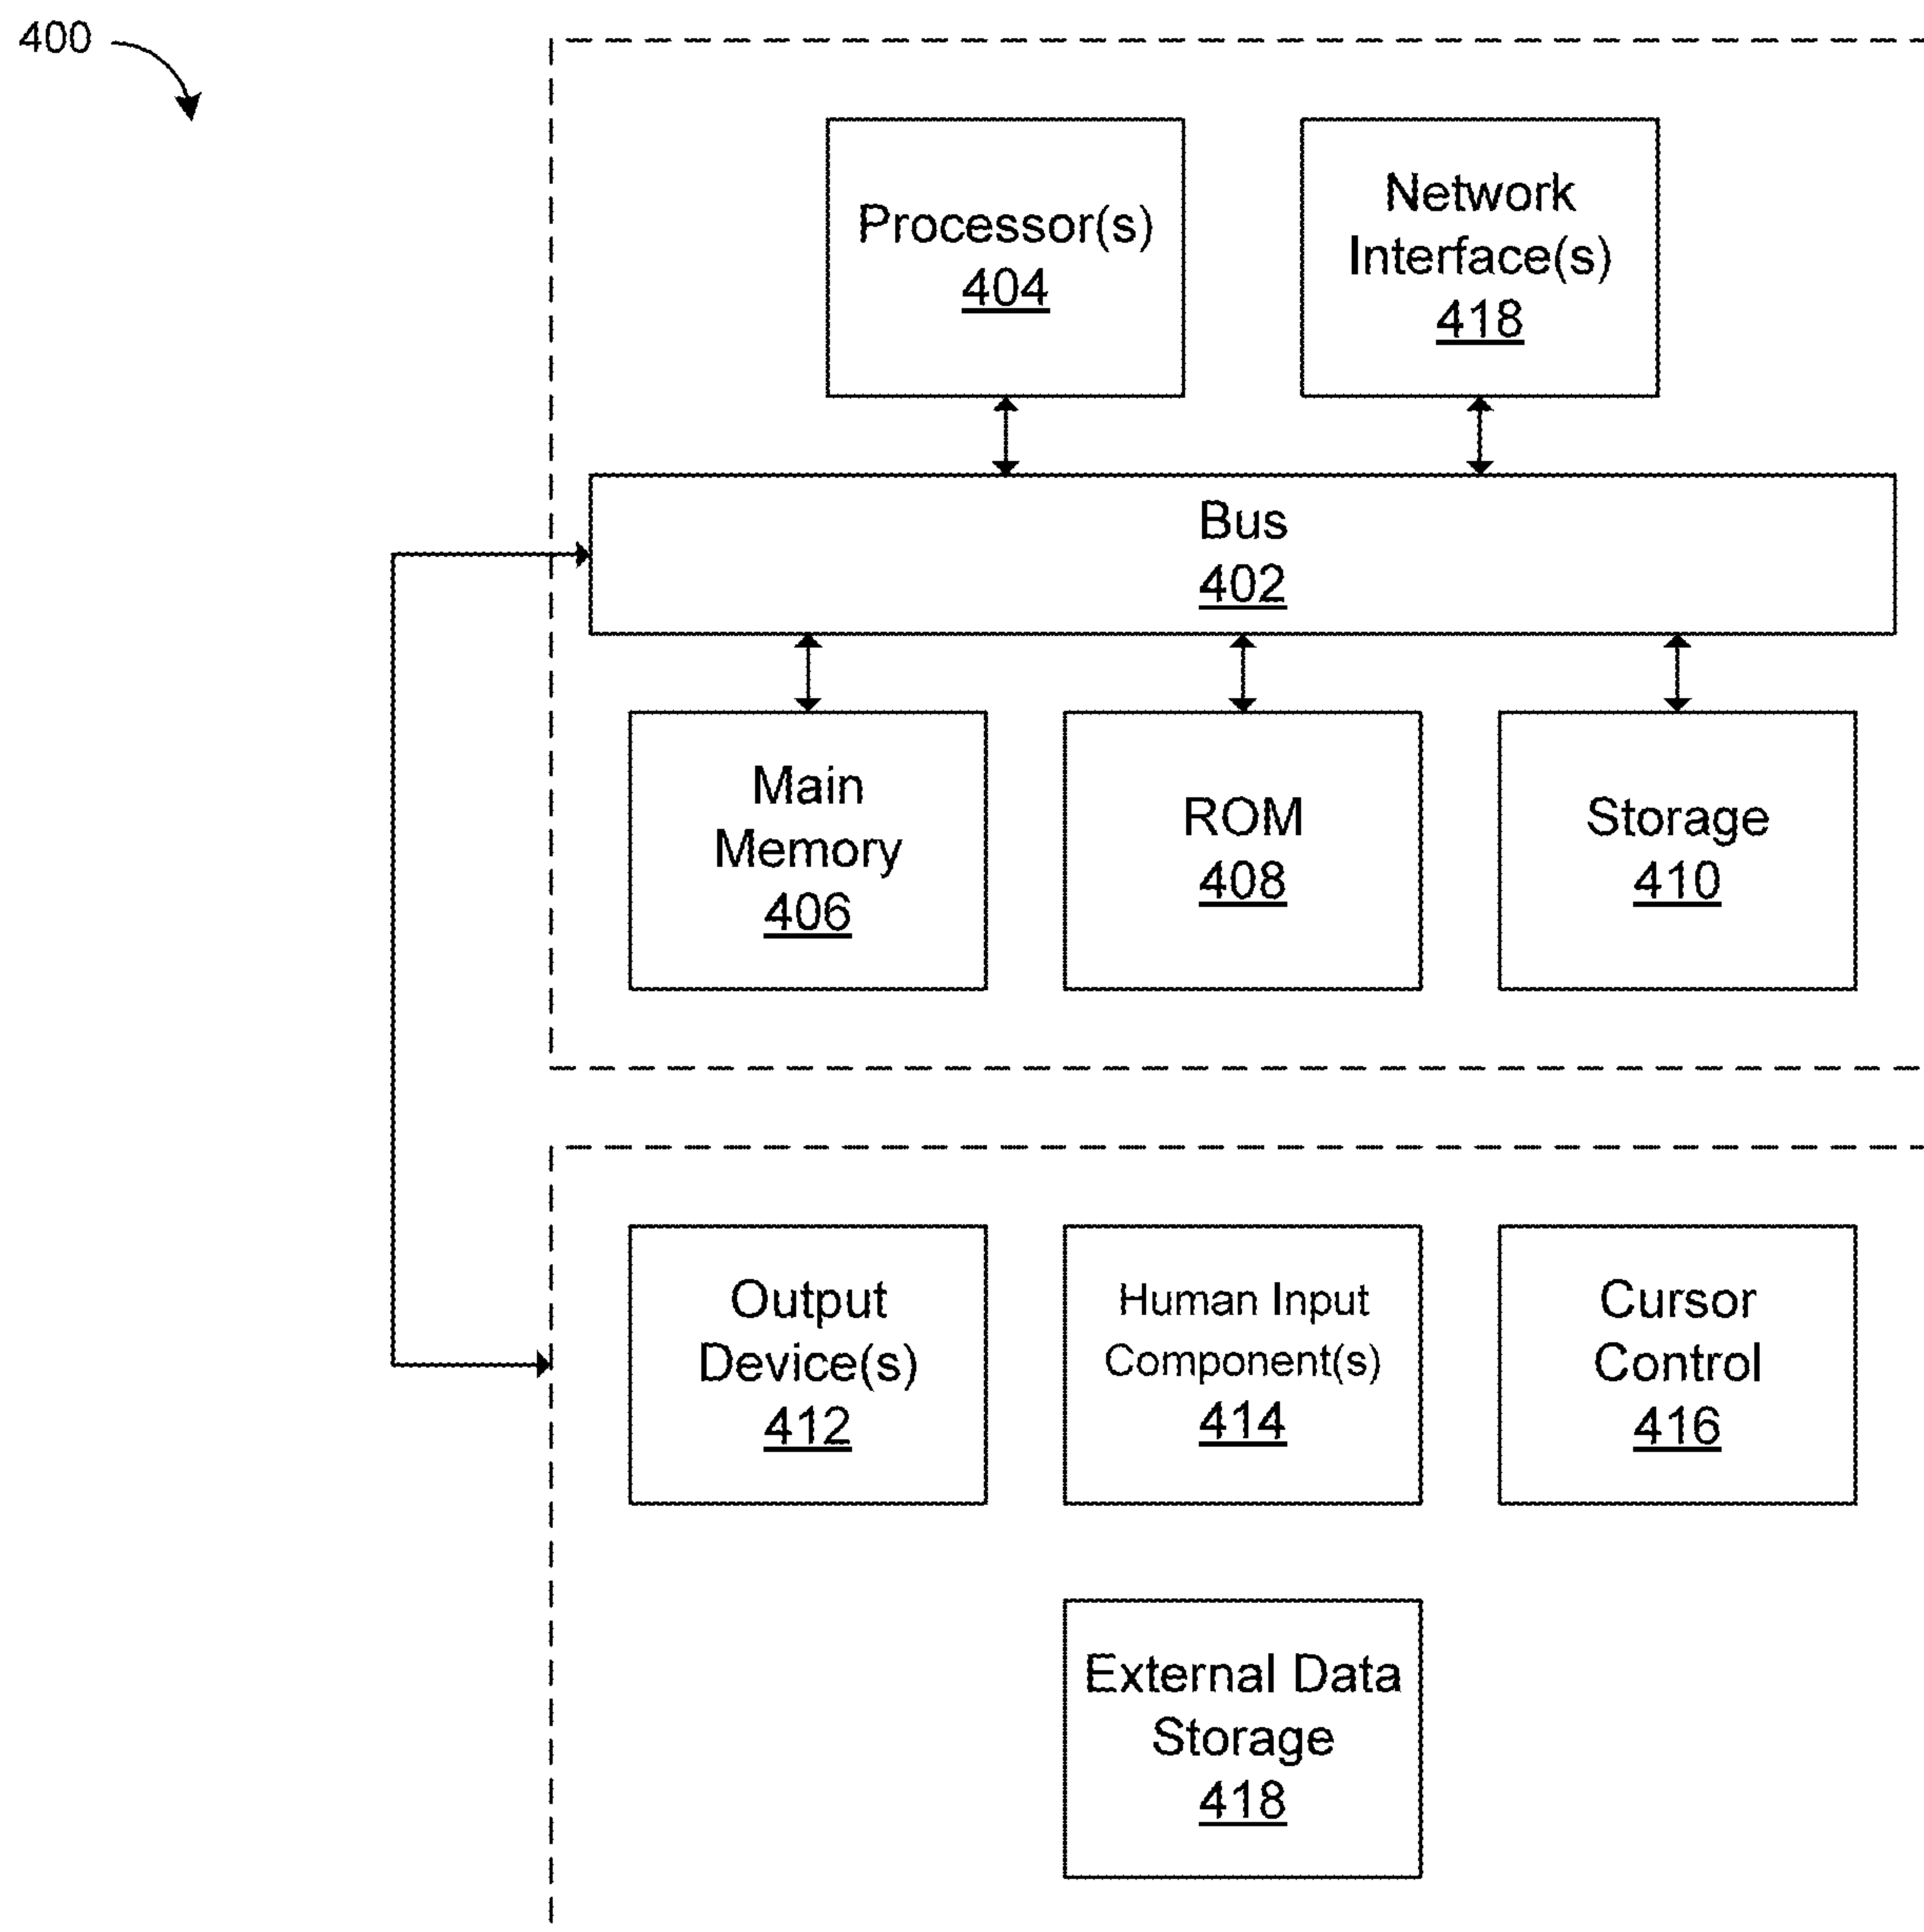 400
Processor(s)
404
Network
Interface(s)
418
Bus
402
Main
Memory
406
ROM
408
Storage
410
Output
Device(s)
412
Human Input
Component(s)
414
Cursor
Control
416
External Data
Storage
418